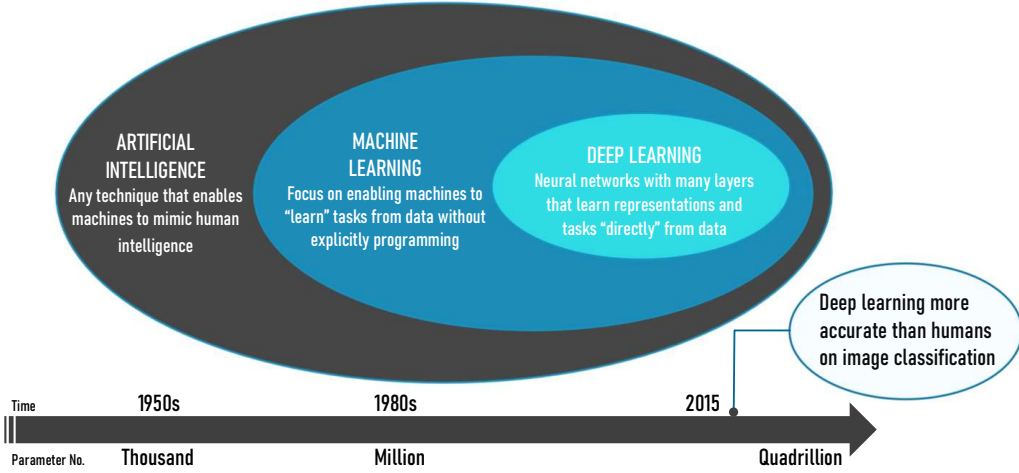 ARTIFICIAL
INTELLIGENCE
Any technique that enables
machines to mimic human
intelligence
MACHINE
LEARNING
Focus on enabling machines to
“learn” tasks from data without
explicitly programming
DEEP LEARNING
Neural networks with many layers
that learn representations and
tasks “directly” from data
Deep learning more
accurate than humans
on image classification
Time 1950s 1980s 2015
Parameter No. Thousand Million Quadrillion